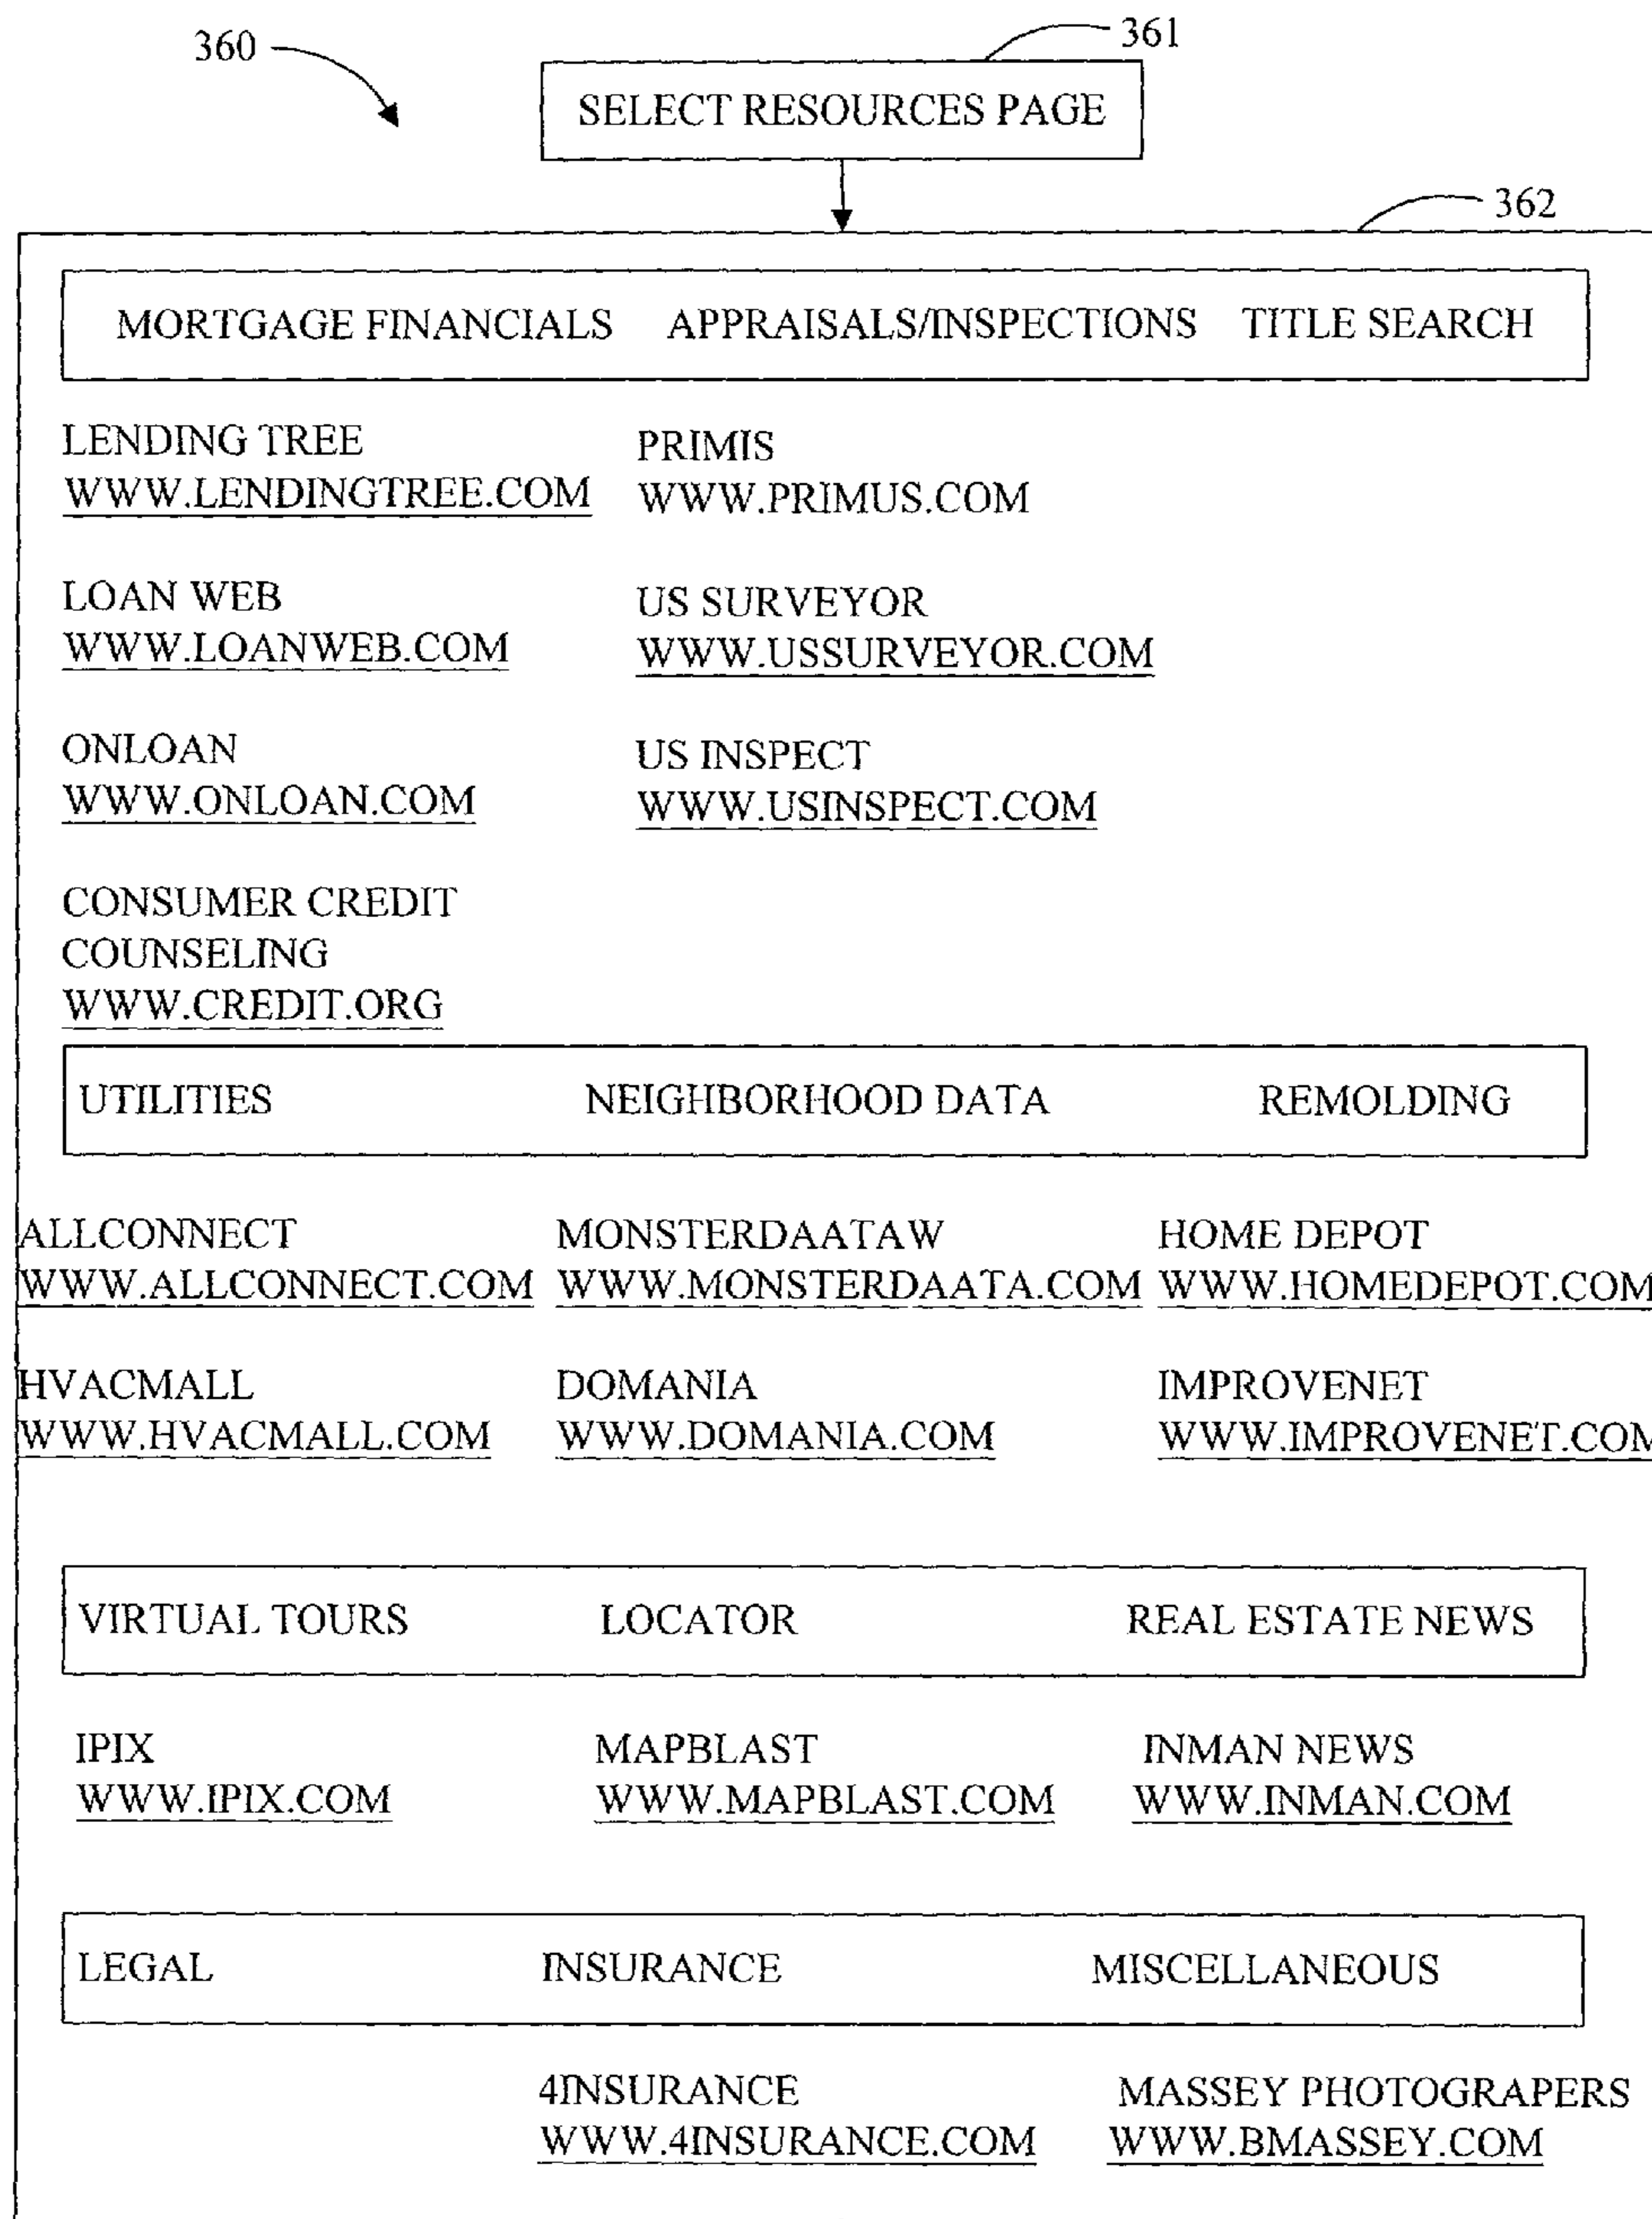 360
361
SELECT RESOURCES PAGE
362
MORTGAGE FINANCIALS APPRAISALS/INSPECTIONS TITLE SEARCH
LENDING TREE
WWW.LENDINGTREE.COM
PRIMIS
WWW.PRIMUS.COM
LOAN WEB
WWW.LOANWEB.COM
US SURVEYOR
WWW.USSURVEYOR.COM
ONLOAN
WWW.ONLOAN.COM
US INSPECT
WWW.USINSPECT.COM
CONSUMER CREDIT
COUNSELING
WWW.CREDIT.ORG
UTILITIES NEIGHBORHOOD DATA REMOLDING
ALLCONNECT
WWW.ALLCONNECT.COM
MONSTERDAATAW
WWW.MONSTERDAATA.COM
HOME DEPOT
WWW.HOMEDEPOT.COM
HVACMALL
WWW.HVACMALL.COM
DOMANIA
WWW.DOMANIA.COM
IMPROVENET
WWW.IMPROVENET.COM
VIRTUAL TOURS LOCATOR REAL ESTATE NEWS
IPIX
WWW.IPIX.COM
MAPBLAST
WWW.MAPBLAST.COM
INMAN NEWS
WWW.INMAN.COM
LEGAL INSURANCE MISCELLANEOUS
4INSURANCE
WWW.4INSURANCE.COM
MASSEY PHOTOGRAPERS
WWW.BMASSEY.COM